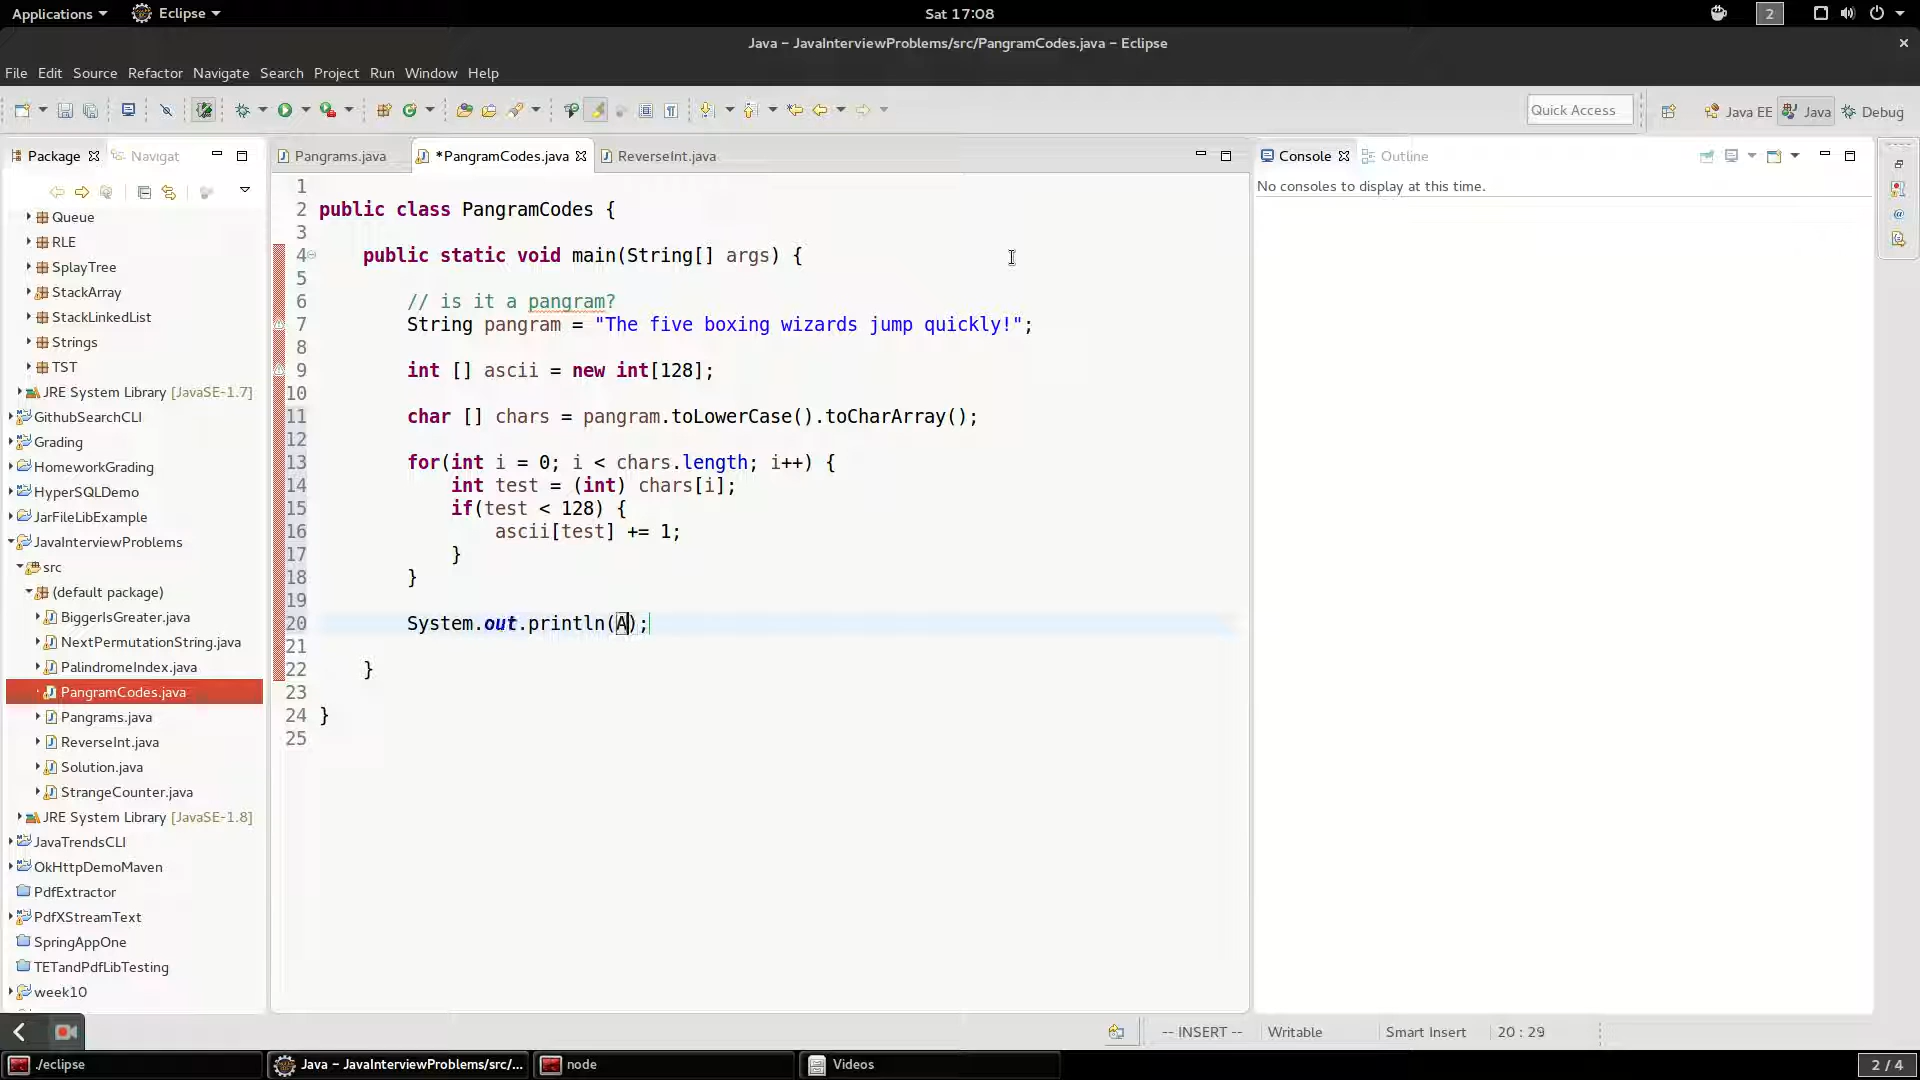 Applications Eclipse Sat 17:08 2
Java – JavaInterviewProblems/src/PangramCodes.java – Eclipse
File Edit Source Refactor Navigate Search Project Run Window Help
Quick Access Java EE Java Debug
Package Navigat
Pangrams.java *PangramCodes.java ReverseInt.java
Console Outline
No consoles to display at this time.
Queue
RLE
SplayTree
StackArray
StackLinkedList
Strings
TST
JRE System Library [JavaSE-1.7]
GithubSearchCLI
Grading
HomeworkGrading
HyperSQLDemo
JarFileLibExample
JavaInterviewProblems
src
(default package)
BiggerIsGreater.java
NextPermutationString.java
PalindromeIndex.java
PangramCodes.java
Pangrams.java
ReverseInt.java
Solution.java
StrangeCounter.java
JRE System Library [JavaSE-1.8]
JavaTrendsCLI
OkHttpDemoMaven
PdfExtractor
PdfXStreamText
SpringAppOne
TETandPdfLibTesting
week10
1
2 public class PangramCodes {
3
4 public static void main(String[] args) {
5
6 // is it a pangram?
7 String pangram = "The five boxing wizards jump quickly!";
8
9 int [] ascii = new int[128];
10
11 char [] chars = pangram.toLowerCase().toCharArray();
12
13 for(int i = 0; i < chars.length; i++) {
14 int test = (int) chars[i];
15 if(test < 128) {
16 ascii[test] += 1;
17 }
18 }
19
20 System.out.println(A);
21
22 }
23
24 }
25
-- INSERT -- Writable Smart Insert 20 : 29
./eclipse Java – JavaInterviewProblems/src/... node Videos 2 / 4